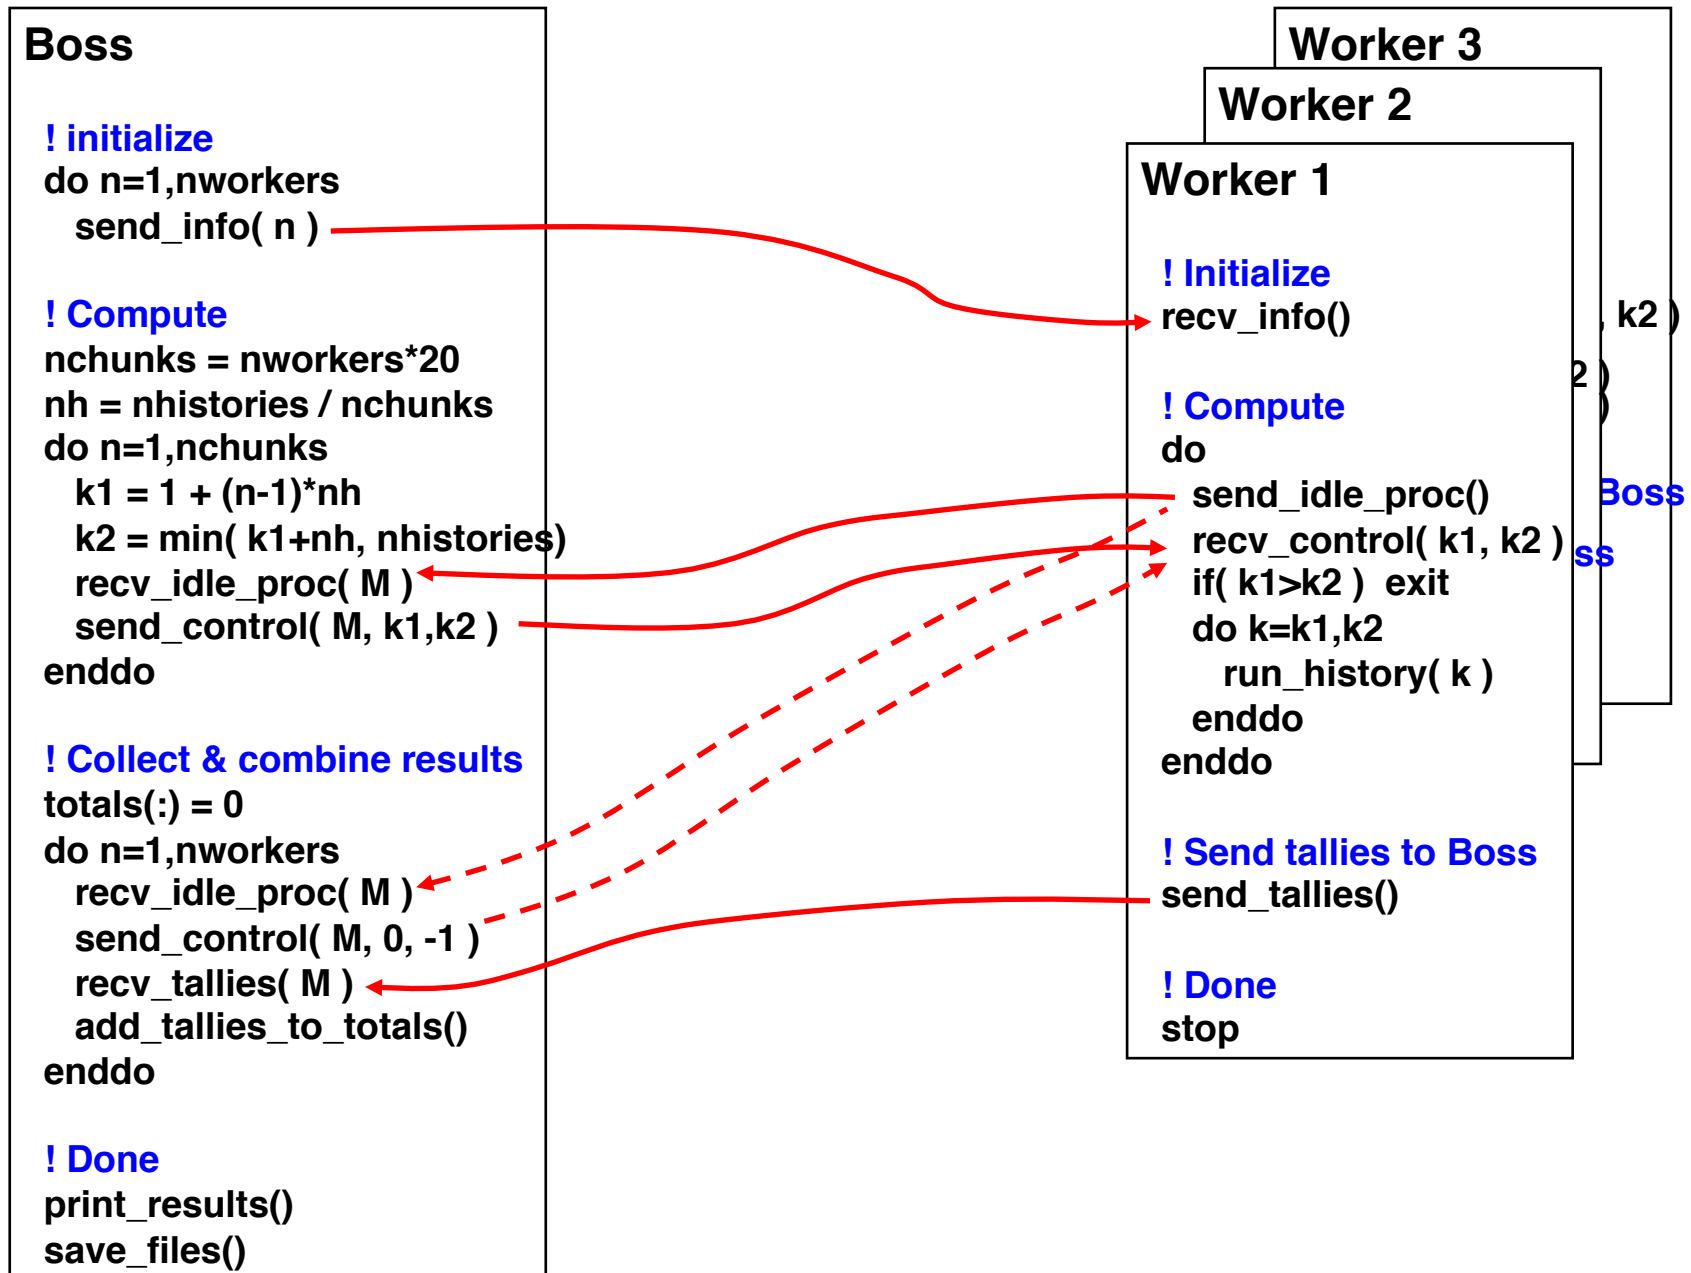 Boss
! initialize
do n=1,nworkers
send_info( n )
! Compute
nchunks = nworkers*20
nh = nhistories / nchunks
do n=1,nchunks
k1 = 1 + (n-1)*nh
k2 = min( k1+nh, nhistories)
recv_idle_proc( M )
send_control( M, k1,k2 )
enddo
! Collect & combine results
totals(:) = 0
do n=1,nworkers
recv_idle_proc( M )
send_control( M, 0, -1 )
recv_tallies( M )
add_tallies_to_totals()
enddo
! Done
print_results()
save_files()
Worker 3
, k2 )
Boss
Worker 2
2 )
)
ss
Worker 1
! Initialize
recv_info()
! Compute
do
send_idle_proc()
recv_control( k1, k2 )
if( k1>k2 ) exit
do k=k1,k2
run_history( k )
enddo
enddo
! Send tallies to Boss
send_tallies()
! Done
stop